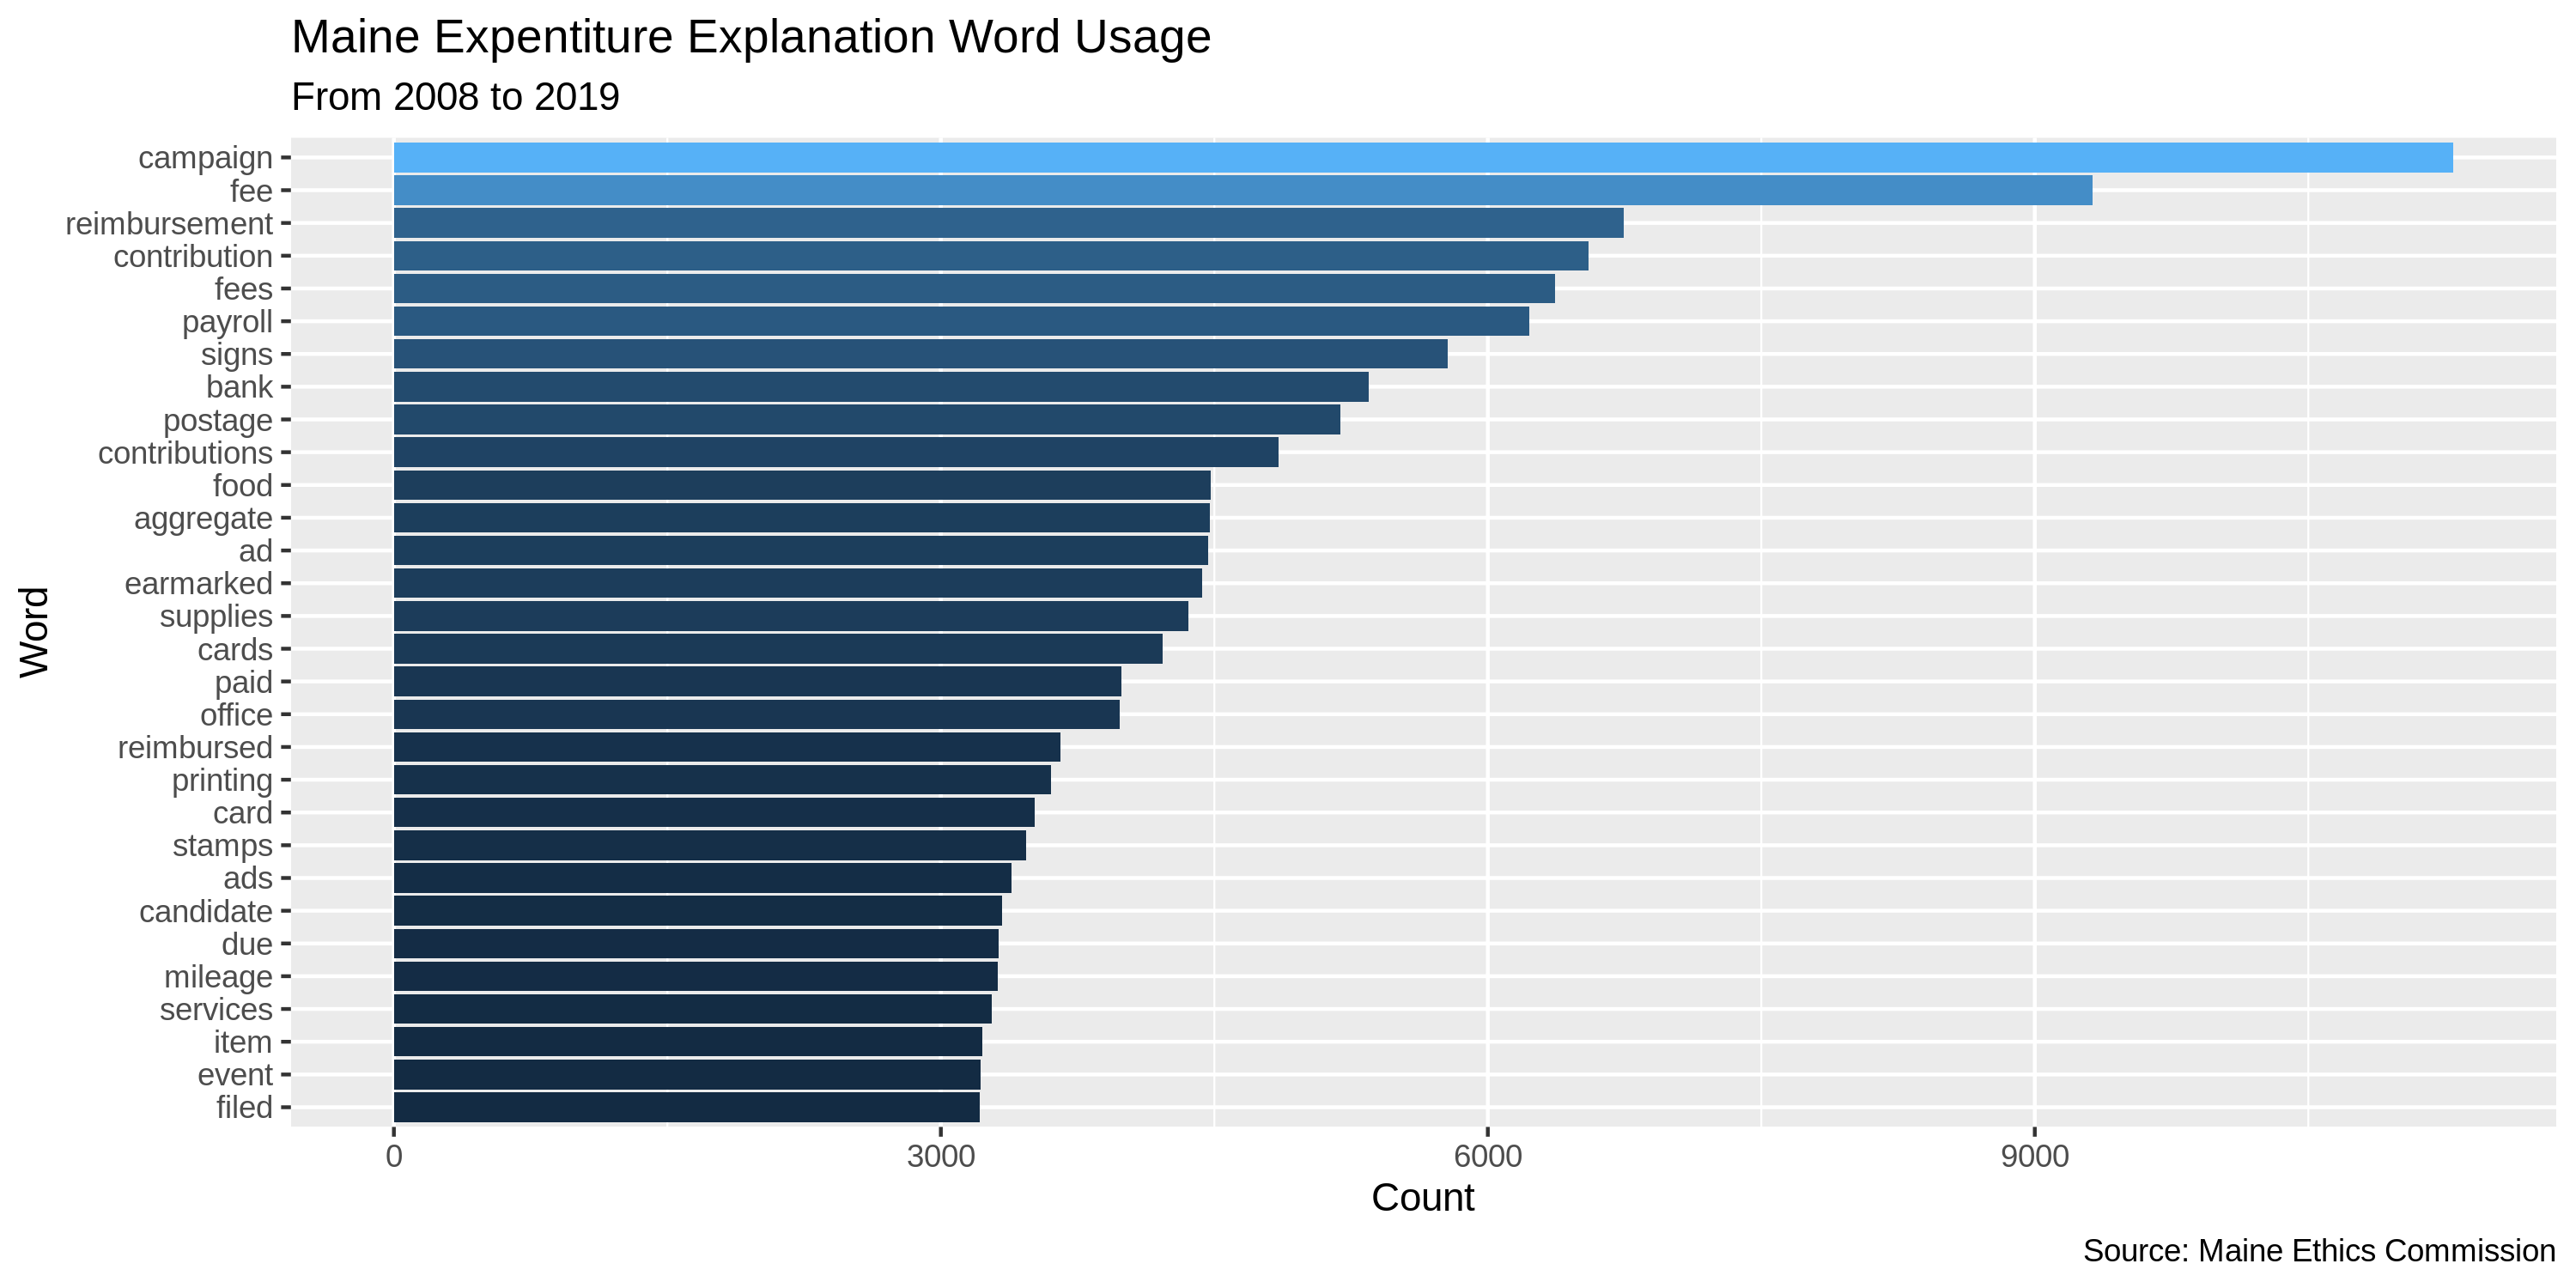 Maine Expentiture Explanation Word Usage
From 2008 to 2019
campaign
fee
reimbursement
contribution
fees
payroll
signs
bank
postage
contributions
food
aggregate
ad
earmarked
supplies
cards
paid
office
reimbursed
printing
card
stamps
ads
candidate
due
mileage
services
item
event
filed
Word
0 3000 6000 9000
Count
Source: Maine Ethics Commission